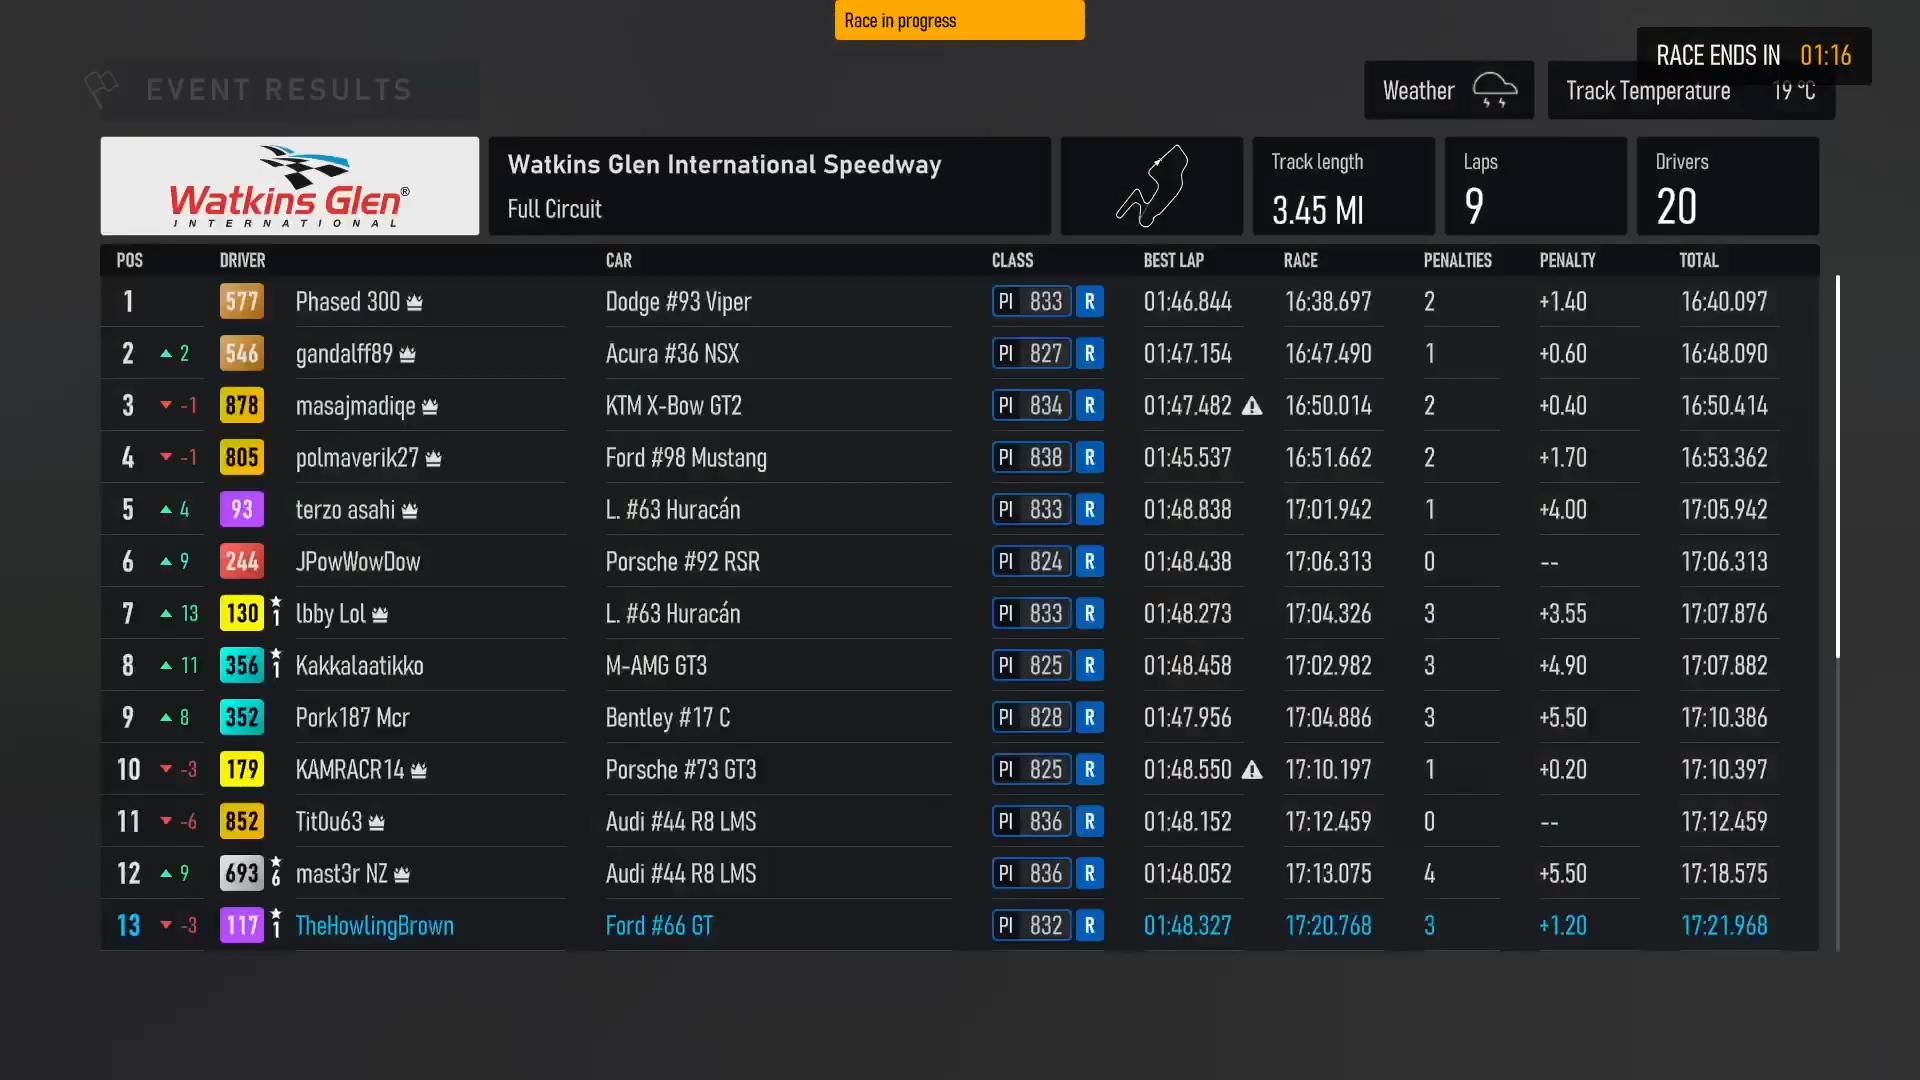 Race in progress
RACE ENDS IN 01:16
EVENT RESULTS
Weather
Track Temperature 19 °C
Watkins Glen®
INTERNATIONAL
Watkins Glen International Speedway
Full Circuit
Track length
3.45 MI
Laps
9
Drivers
20
POS DRIVER CAR CLASS BEST LAP RACE PENALTIES PENALTY TOTAL
1 577 Phased 300 Dodge #93 Viper PI 833 R 01:46.844 16:38.697 2 +1.40 16:40.097
2 2 546 gandalff89 Acura #36 NSX PI 827 R 01:47.154 16:47.490 1 +0.60 16:48.090
3 -1 878 masajmadiqe KTM X-Bow GT2 PI 834 R 01:47.482 16:50.014 2 +0.40 16:50.414
4 -1 805 polmaverik27 Ford #98 Mustang PI 838 R 01:45.537 16:51.662 2 +1.70 16:53.362
5 4 93 terzo asahi L. #63 Huracán PI 833 R 01:48.838 17:01.942 1 +4.00 17:05.942
6 9 244 JPowWowDow Porsche #92 RSR PI 824 R 01:48.438 17:06.313 0 -- 17:06.313
7 13 130 1 lbby Lol L. #63 Huracán PI 833 R 01:48.273 17:04.326 3 +3.55 17:07.876
8 11 356 1 Kakkalaatikko M-AMG GT3 PI 825 R 01:48.458 17:02.982 3 +4.90 17:07.882
9 8 352 Pork187 Mcr Bentley #17 C PI 828 R 01:47.956 17:04.886 3 +5.50 17:10.386
10 -3 179 KAMRACR14 Porsche #73 GT3 PI 825 R 01:48.550 17:10.197 1 +0.20 17:10.397
11 -6 852 Tit0u63 Audi #44 R8 LMS PI 836 R 01:48.152 17:12.459 0 -- 17:12.459
12 9 693 6 mast3r NZ Audi #44 R8 LMS PI 836 R 01:48.052 17:13.075 4 +5.50 17:18.575
13 -3 117 1 TheHowlingBrown Ford #66 GT PI 832 R 01:48.327 17:20.768 3 +1.20 17:21.968